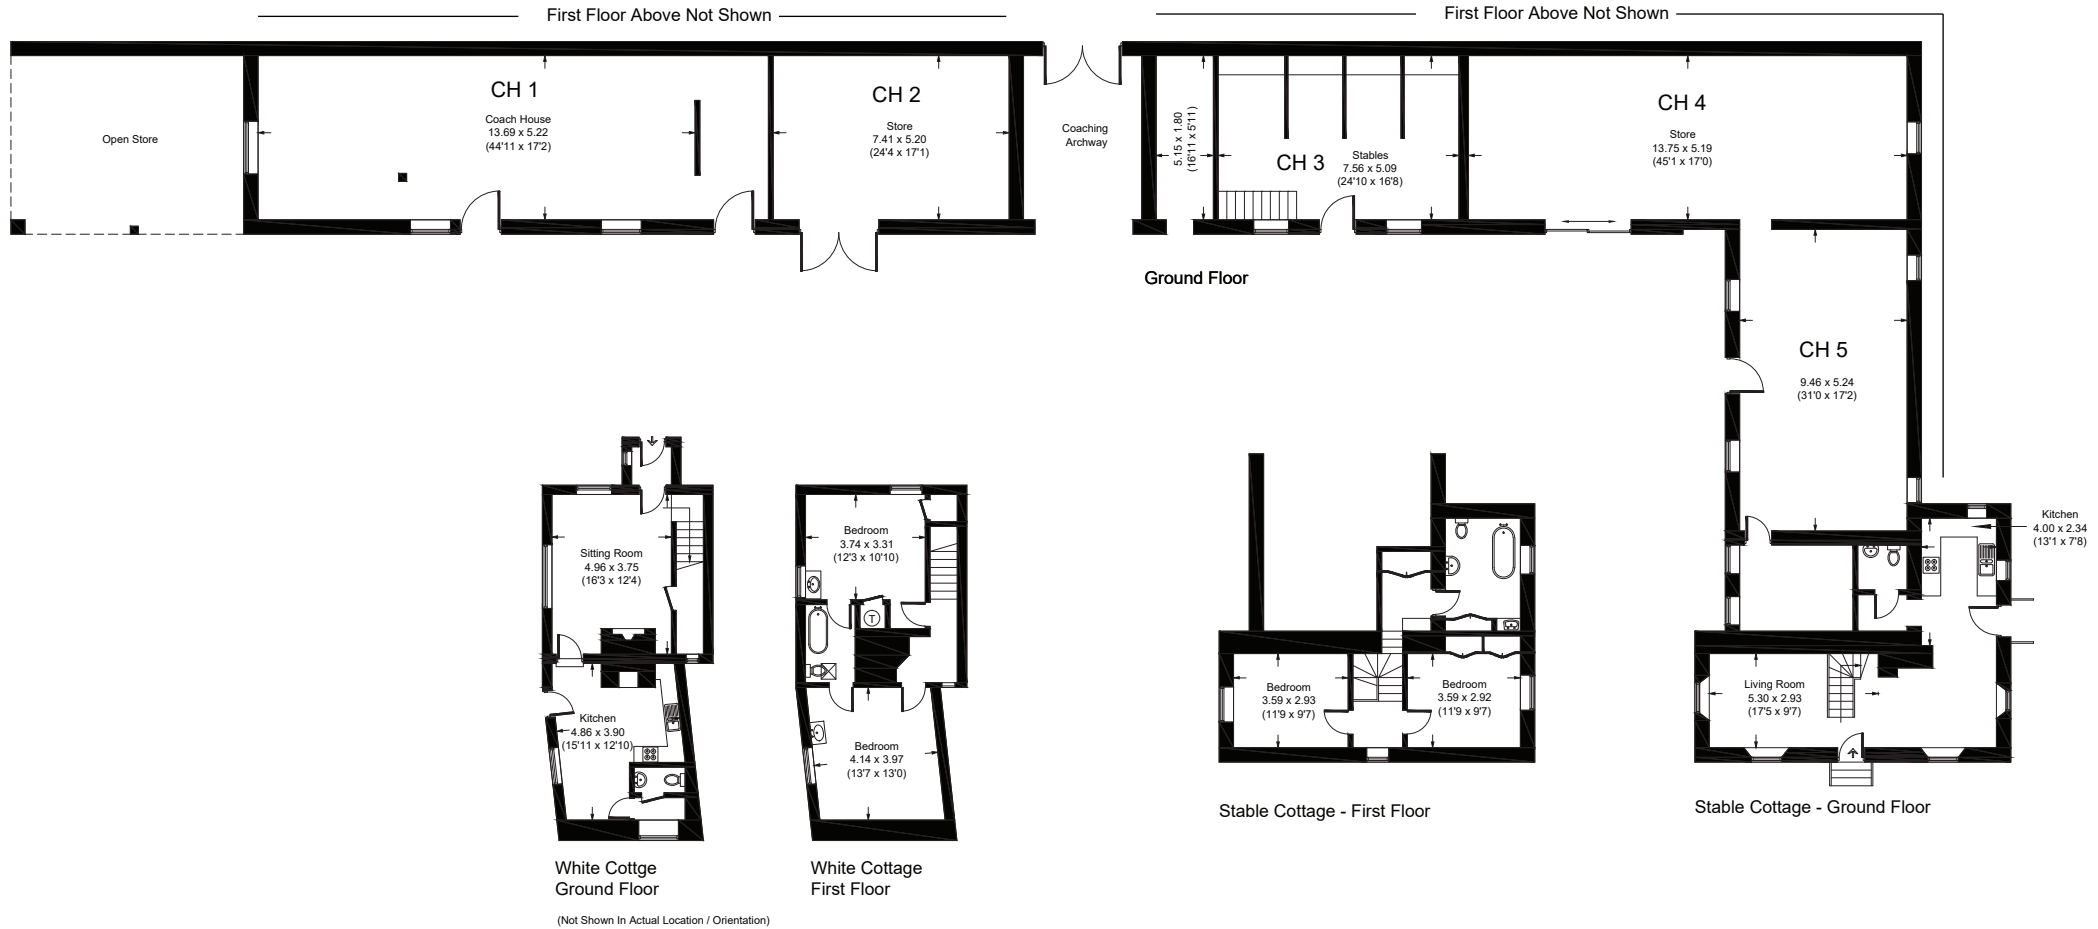 First Floor Above Not Shown
First Floor Above Not Shown
Open Store
CH 1
Coach House
13.69 x 5.22
(44'11 x 17'2)
CH 2
Store
7.41 x 5.20
(24'4 x 17'1)
Coaching
Archway
5.15 x 1.80
(16'11 x 5'11)
CH 3
Stables
7.56 x 5.09
(24'10 x 16'8)
CH 4
Store
13.75 x 5.19
(45'1 x 17'0)
Ground Floor
CH 5
9.46 x 5.24
(31'0 x 17'2)
Kitchen
4.00 x 2.34
(13'1 x 7'8)
Sitting Room
4.96 x 3.75
(16'3 x 12'4)
Kitchen
4.86 x 3.90
(15'11 x 12'10)
White Cottge
Ground Floor
(Not Shown In Actual Location / Orientation)
Bedroom
3.74 x 3.31
(12'3 x 10'10)
T
Bedroom
4.14 x 3.97
(13'7 x 13'0)
White Cottage
First Floor
Bedroom
3.59 x 2.93
(11'9 x 9'7)
Bedroom
3.59 x 2.92
(11'9 x 9'7)
Stable Cottage - First Floor
Living Room
5.30 x 2.93
(17'5 x 9'7)
Stable Cottage - Ground Floor